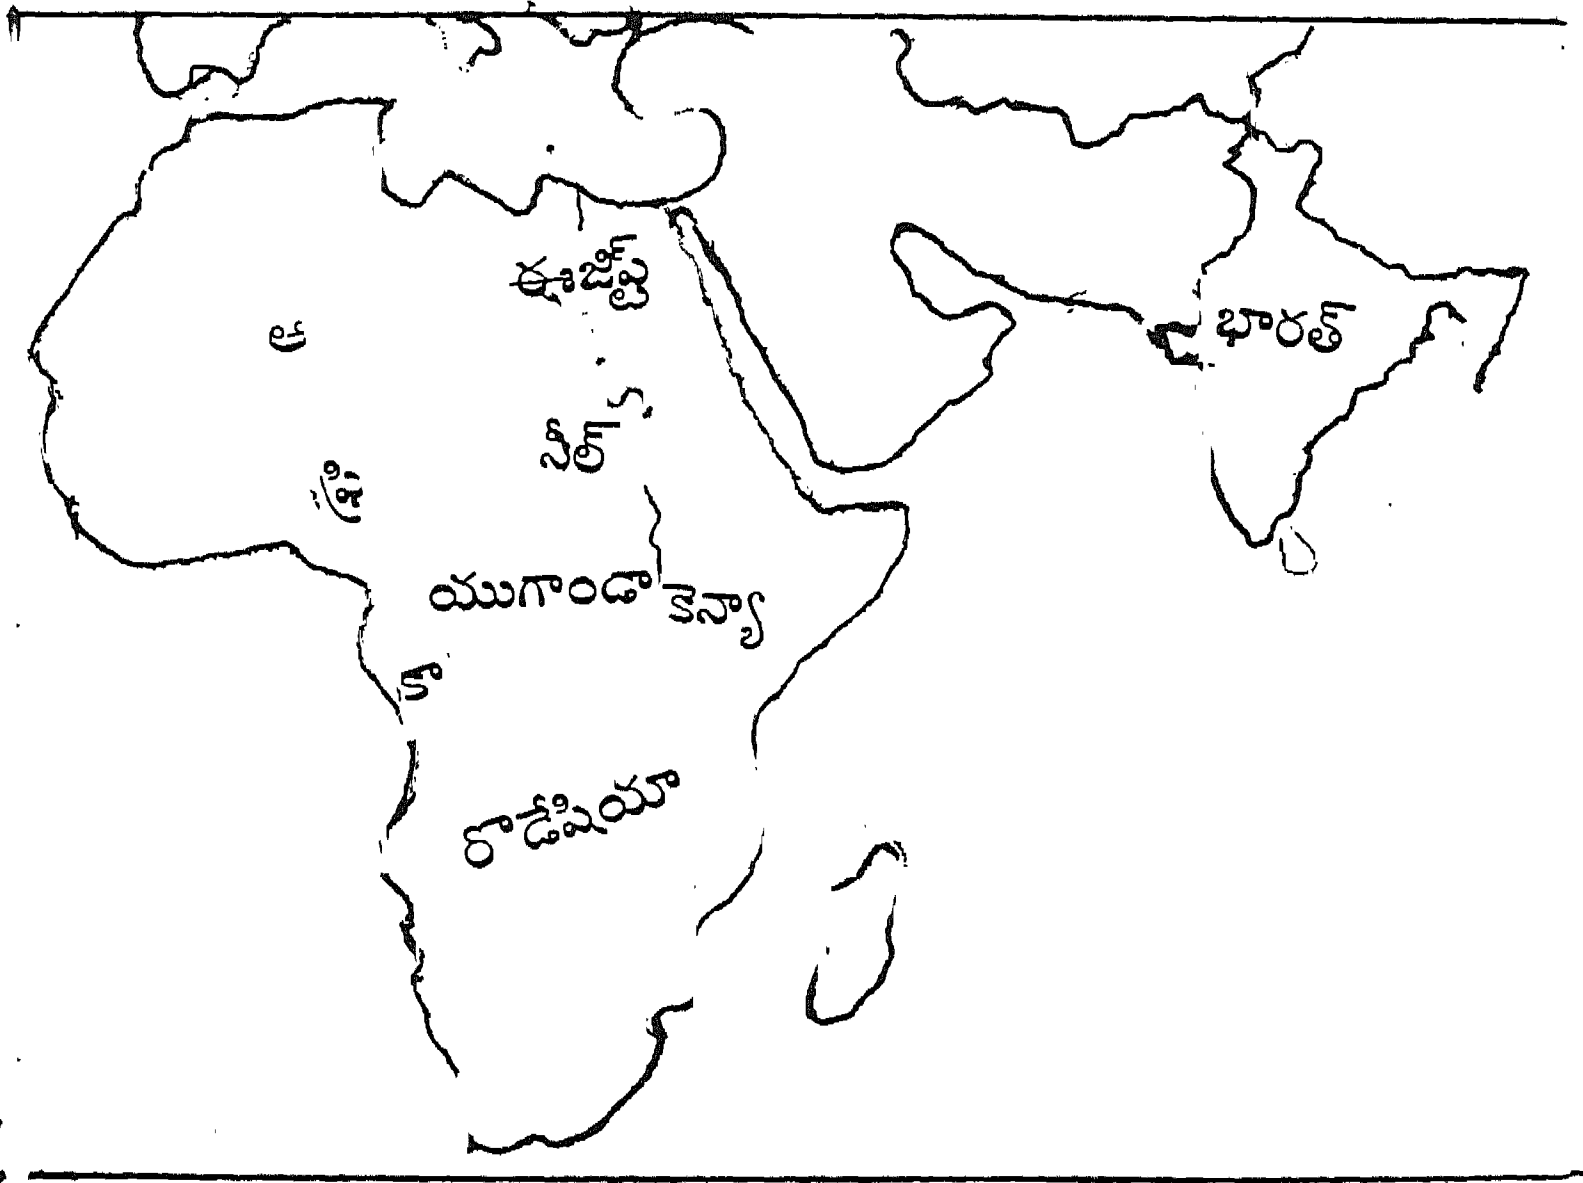 ఈజిప్ట్
భారత్
ఆ
నీల్
ఫ్రి
యుగాండా
కెన్యా
కా
రొడేషియా